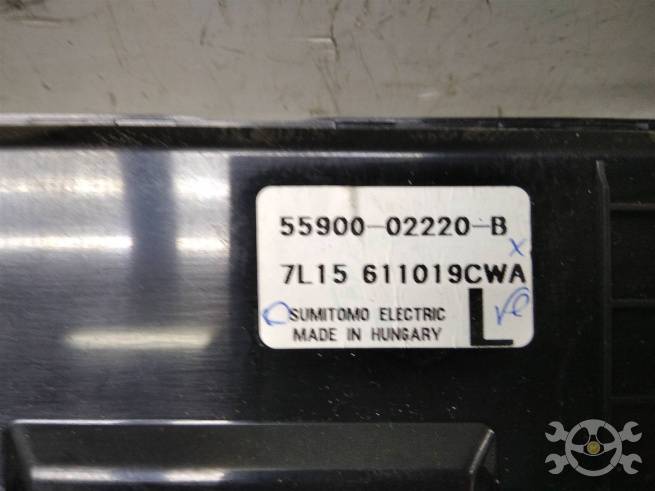 55900-02220-B
7L15 611019CWA
SUMITOMO ELECTRIC
MADE IN HUNGARY
L